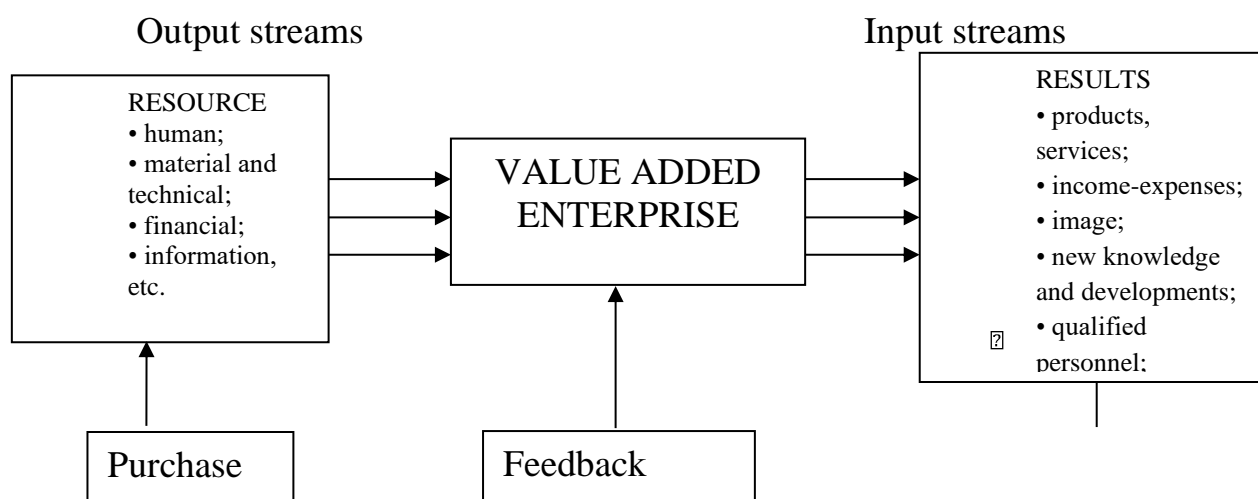 Output streams
Input streams
RESOURCE
• human;
• material and
technical;
• financial;
• information,
etc.
VALUE ADDED
ENTERPRISE
RESULTS
• products,
services;
• income-expenses;
• image;
• new knowledge
and developments;
• qualified
personnel;
Purchase
Feedback